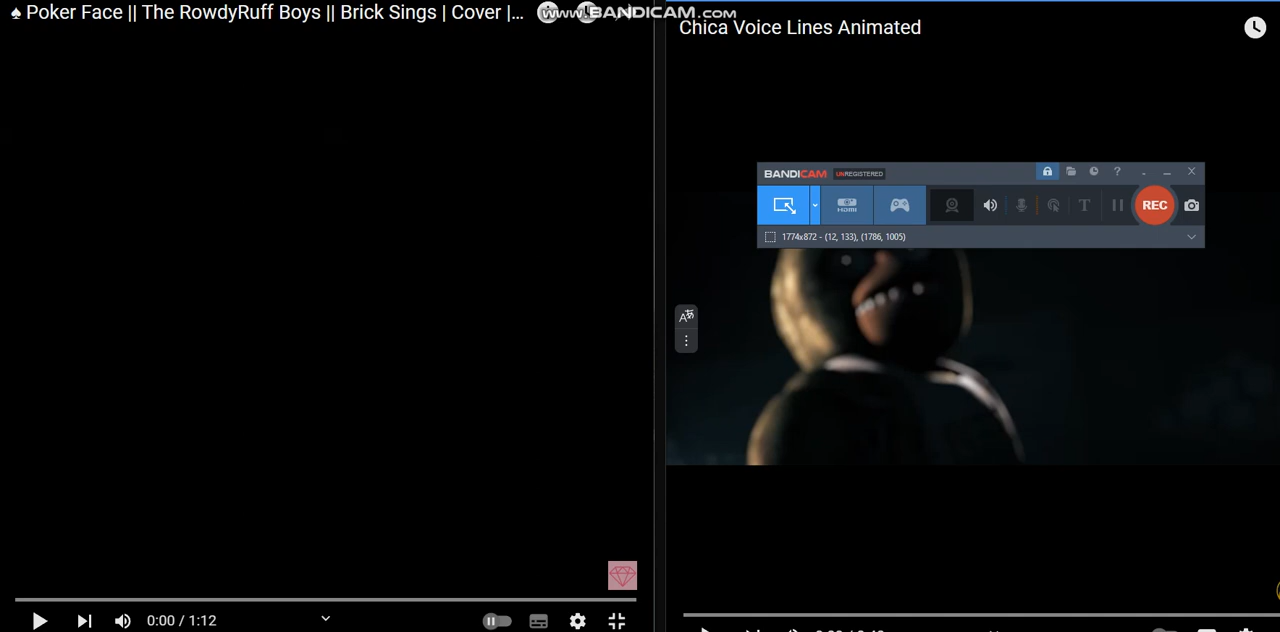 ♠ Poker Face || The RowdyRuff Boys || Brick Sings | Cover |...
www.BANDICAM.com
Chica Voice Lines Animated
BANDICAM UNREGISTERED
HDMI
REC
1774x872 - (12, 133), (1786, 1005)
0:00 / 1:12